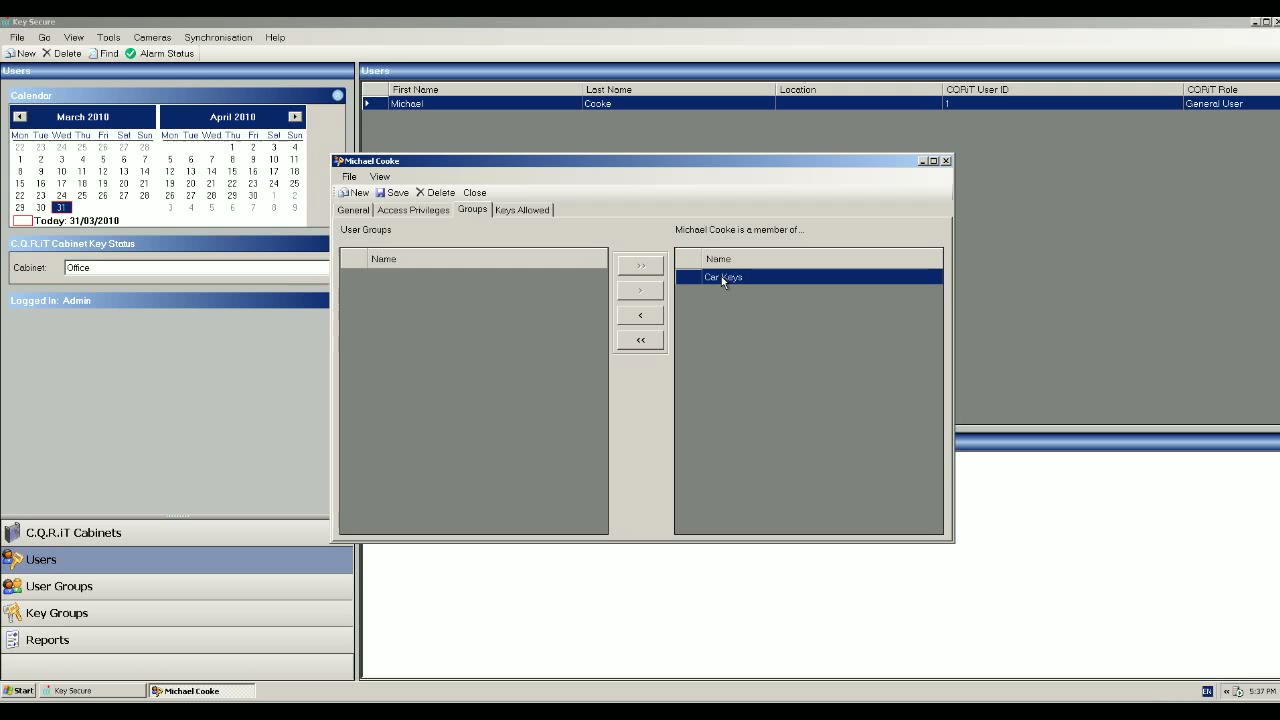 Key Secure
File Go View Tools Cameras Synchronisation Help
New Delete Find Alarm Status
Users
Calendar
March 2010 April 2010
Mon Tue Wed Thu Fri Sat Sun Mon Tue Wed Thu Fri Sat Sun
22 23 24 25 26 27 28 1 2 3 4
1 2 3 4 5 6 7 5 6 7 8 9 10 11
8 9 10 11 12 13 14 12 13 14 15 16 17 18
15 16 17 18 19 20 21 19 20 21 22 23 24 25
22 23 24 25 26 27 28 26 27 28 29 30 1 2
29 30 31 3 4 5 6 7 8 9
Today: 31/03/2010
C.Q.R.iT Cabinet Key Status
Cabinet: Office
Logged In: Admin
C.Q.R.iT Cabinets
Users
User Groups
Key Groups
Reports
Users
First Name Last Name Location CQRiT User ID CQRiT Role
Michael Cooke 1 General User
Michael Cooke
File View
New Save Delete Close
General Access Privileges Groups Keys Allowed
User Groups
Name
>>
>
<
<<
Michael Cooke is a member of...
Name
Car Keys
Start Key Secure Michael Cooke EN « 5:37 PM